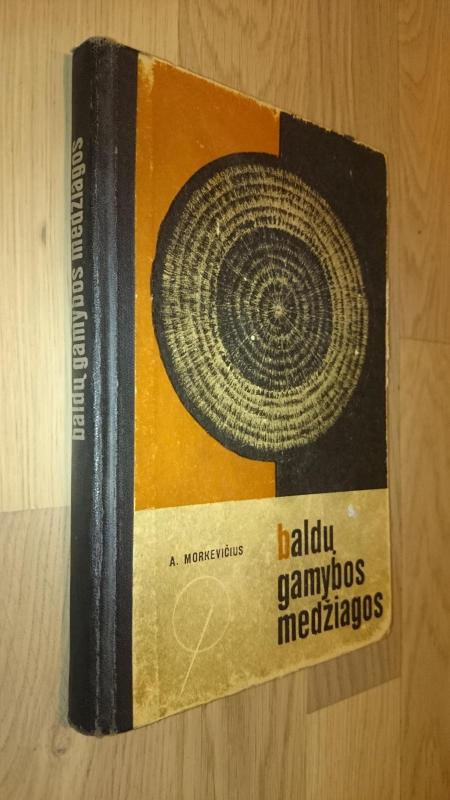 baldų gamybos medžiagos
A. MORKEVIČIUS
baldų
gamybos
medžiagos